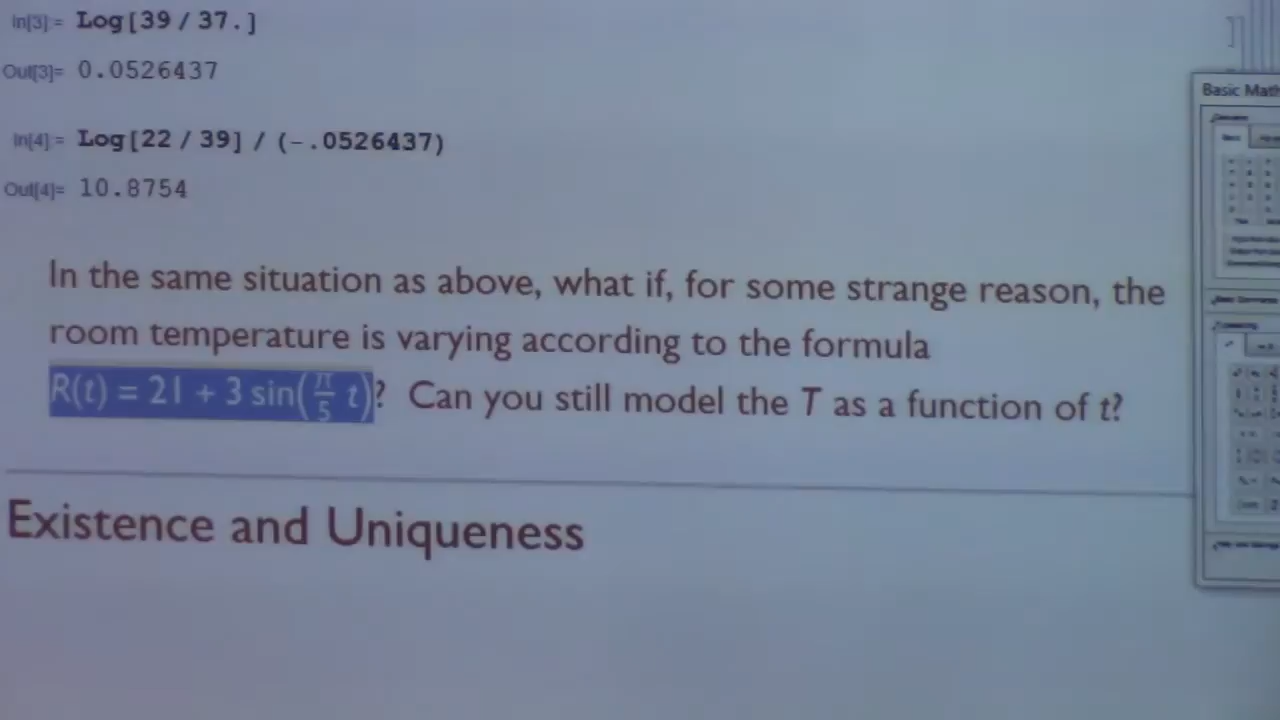 In[3]:= Log[39 / 37.]
Out[3]= 0.0526437
In[4]:= Log[22 / 39] / (-.0526437)
Out[4]= 10.8754
In the same situation as above, what if, for some strange reason, the
room temperature is varying according to the formula
R(t) = 21 + 3 sin(π/5 t)? Can you still model the T as a function of t?
Existence and Uniqueness
Basic Math